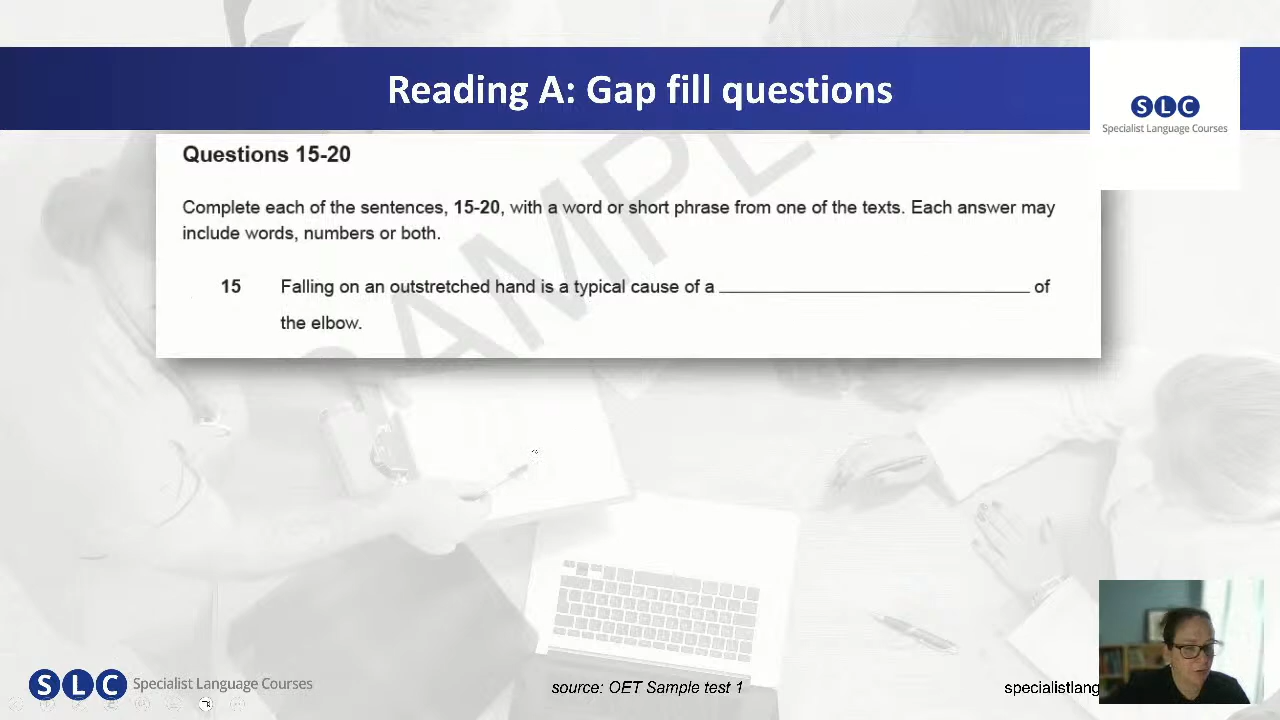 Reading A: Gap fill questions
SLC
Specialist Language Courses
Questions 15-20
SAMPLE
Complete each of the sentences, 15-20, with a word or short phrase from one of the texts. Each answer may
include words, numbers or both.
15 Falling on an outstretched hand is a typical cause of a ______________________________ of
the elbow.
SLC Specialist Language Courses
source: OET Sample test 1
specialistlang